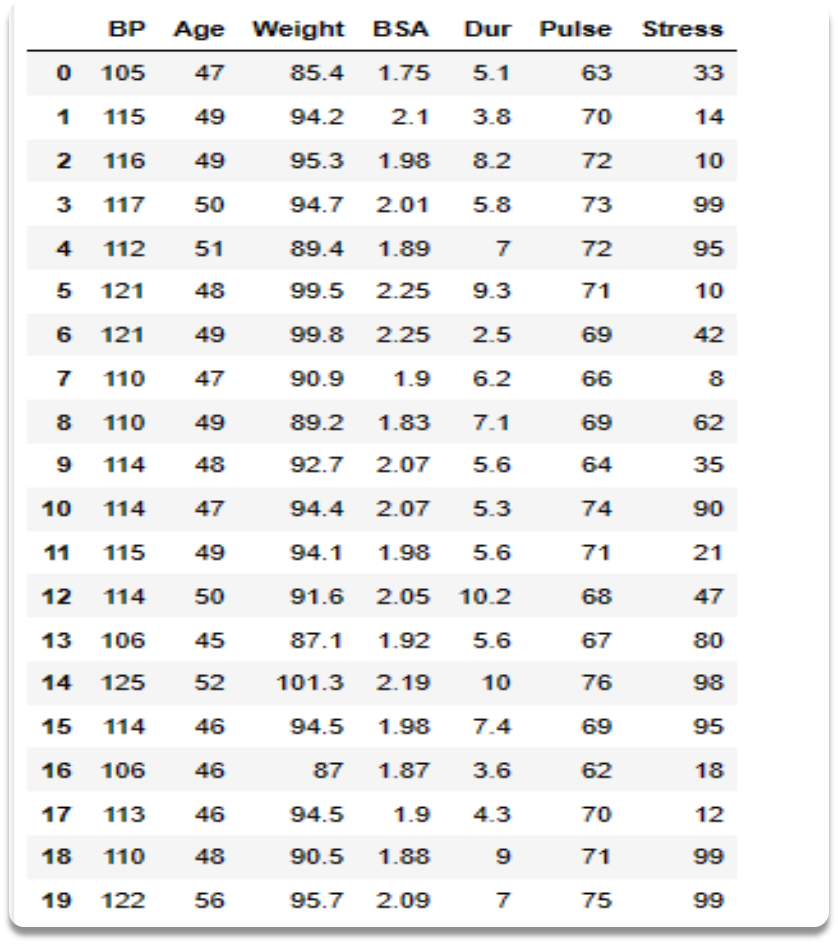 BP Age Weight BSA Dur Pulse Stress
0 105 47 85.4 1.75 5.1 63 33
1 115 49 94.2 2.1 3.8 70 14
2 116 49 95.3 1.98 8.2 72 10
3 117 50 94.7 2.01 5.8 73 99
4 112 51 89.4 1.89 7 72 95
5 121 48 99.5 2.25 9.3 71 10
6 121 49 99.8 2.25 2.5 69 42
7 110 47 90.9 1.9 6.2 66 8
8 110 49 89.2 1.83 7.1 69 62
9 114 48 92.7 2.07 5.6 64 35
10 114 47 94.4 2.07 5.3 74 90
11 115 49 94.1 1.98 5.6 71 21
12 114 50 91.6 2.05 10.2 68 47
13 106 45 87.1 1.92 5.6 67 80
14 125 52 101.3 2.19 10 76 98
15 114 46 94.5 1.98 7.4 69 95
16 106 46 87 1.87 3.6 62 18
17 113 46 94.5 1.9 4.3 70 12
18 110 48 90.5 1.88 9 71 99
19 122 56 95.7 2.09 7 75 99